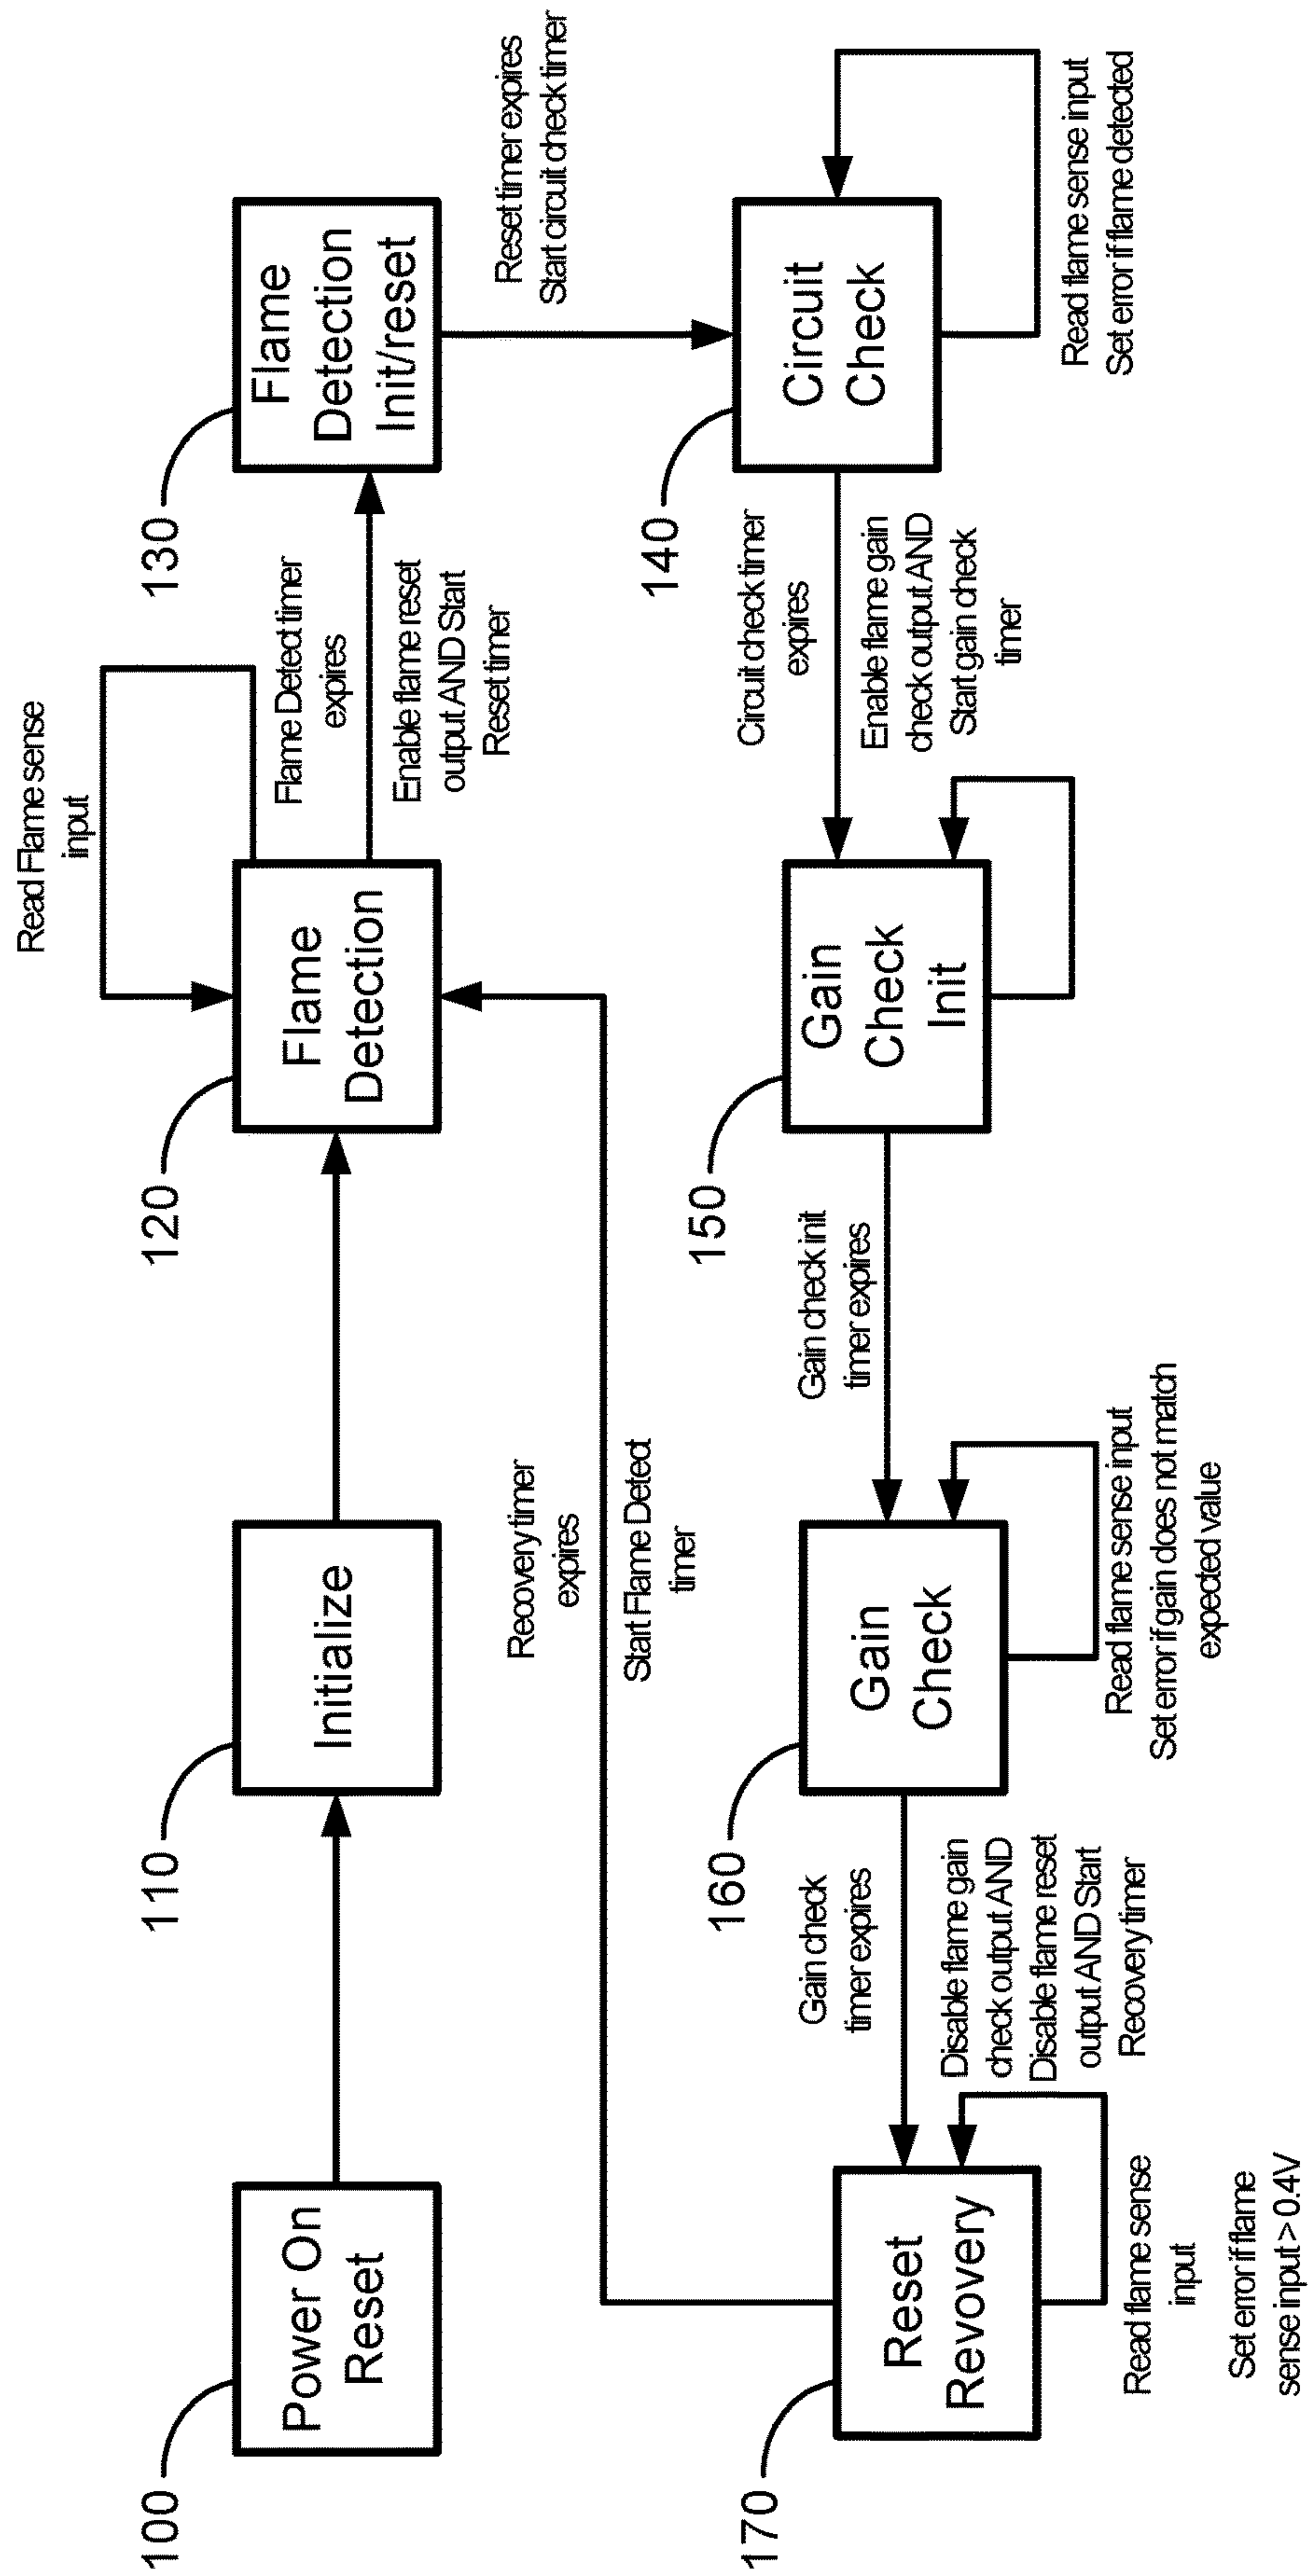 100
Power On
Reset
110
Initialize
120
Flame
Detection
Read Flame sense
input
Flame Detect timer
expires
Enable flame reset
output AND Start
Reset timer
130
Flame
Detection
Init/reset
Reset timer expires
Start circuit check timer
Recovery timer
expires
Start Flame Detect
timer
140
Circuit
Check
Read flame sense input
Set error if flame detected
Circuit check timer
expires
Enable flame gain
check output AND
Start gain check
timer
150
Gain
Check
Init
Gain check init
timer expires
160
Gain
Check
Read flame sense input
Set error if gain does not match
expected value
Gain check
timer expires
Disable flame gain
check output AND
Disable flame reset
output AND Start
Recovery timer
170
Reset
Revovery
Read flame sense
input
Set error if flame
sense input > 0.4V